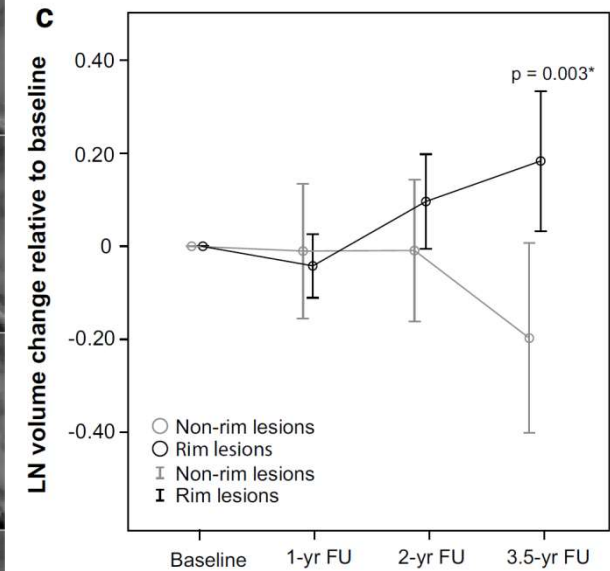 c
LN volume change relative to baseline
0.40
0.20
0
-0.20
-0.40
p = 0.003*
Non-rim lesions
Rim lesions
Non-rim lesions
Rim lesions
Baseline 1-yr FU 2-yr FU 3.5-yr FU